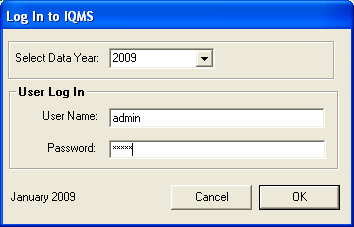 Log In to IQMS
Select Data Year: 2009
User Log In
User Name: admin
Password: xxxxx
January 2009 Cancel OK